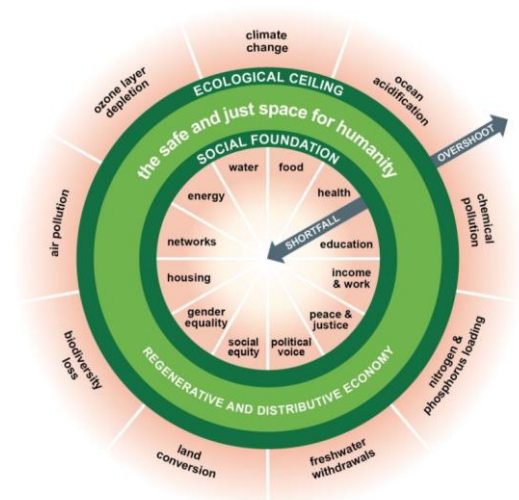 climate
change
ocean
acidification
OVERSHOOT
chemical
pollution
nitrogen &
phosphorus loading
freshwater
withdrawals
land
conversion
biodiversity
loss
air pollution
ozone layer
depletion
ECOLOGICAL CEILING
the safe and just space for humanity
SOCIAL FOUNDATION
water
food
health
SHORTFALL
education
income
& work
peace &
justice
political
voice
social
equity
gender
equality
housing
networks
energy
REGENERATIVE AND DISTRIBUTIVE ECONOMY